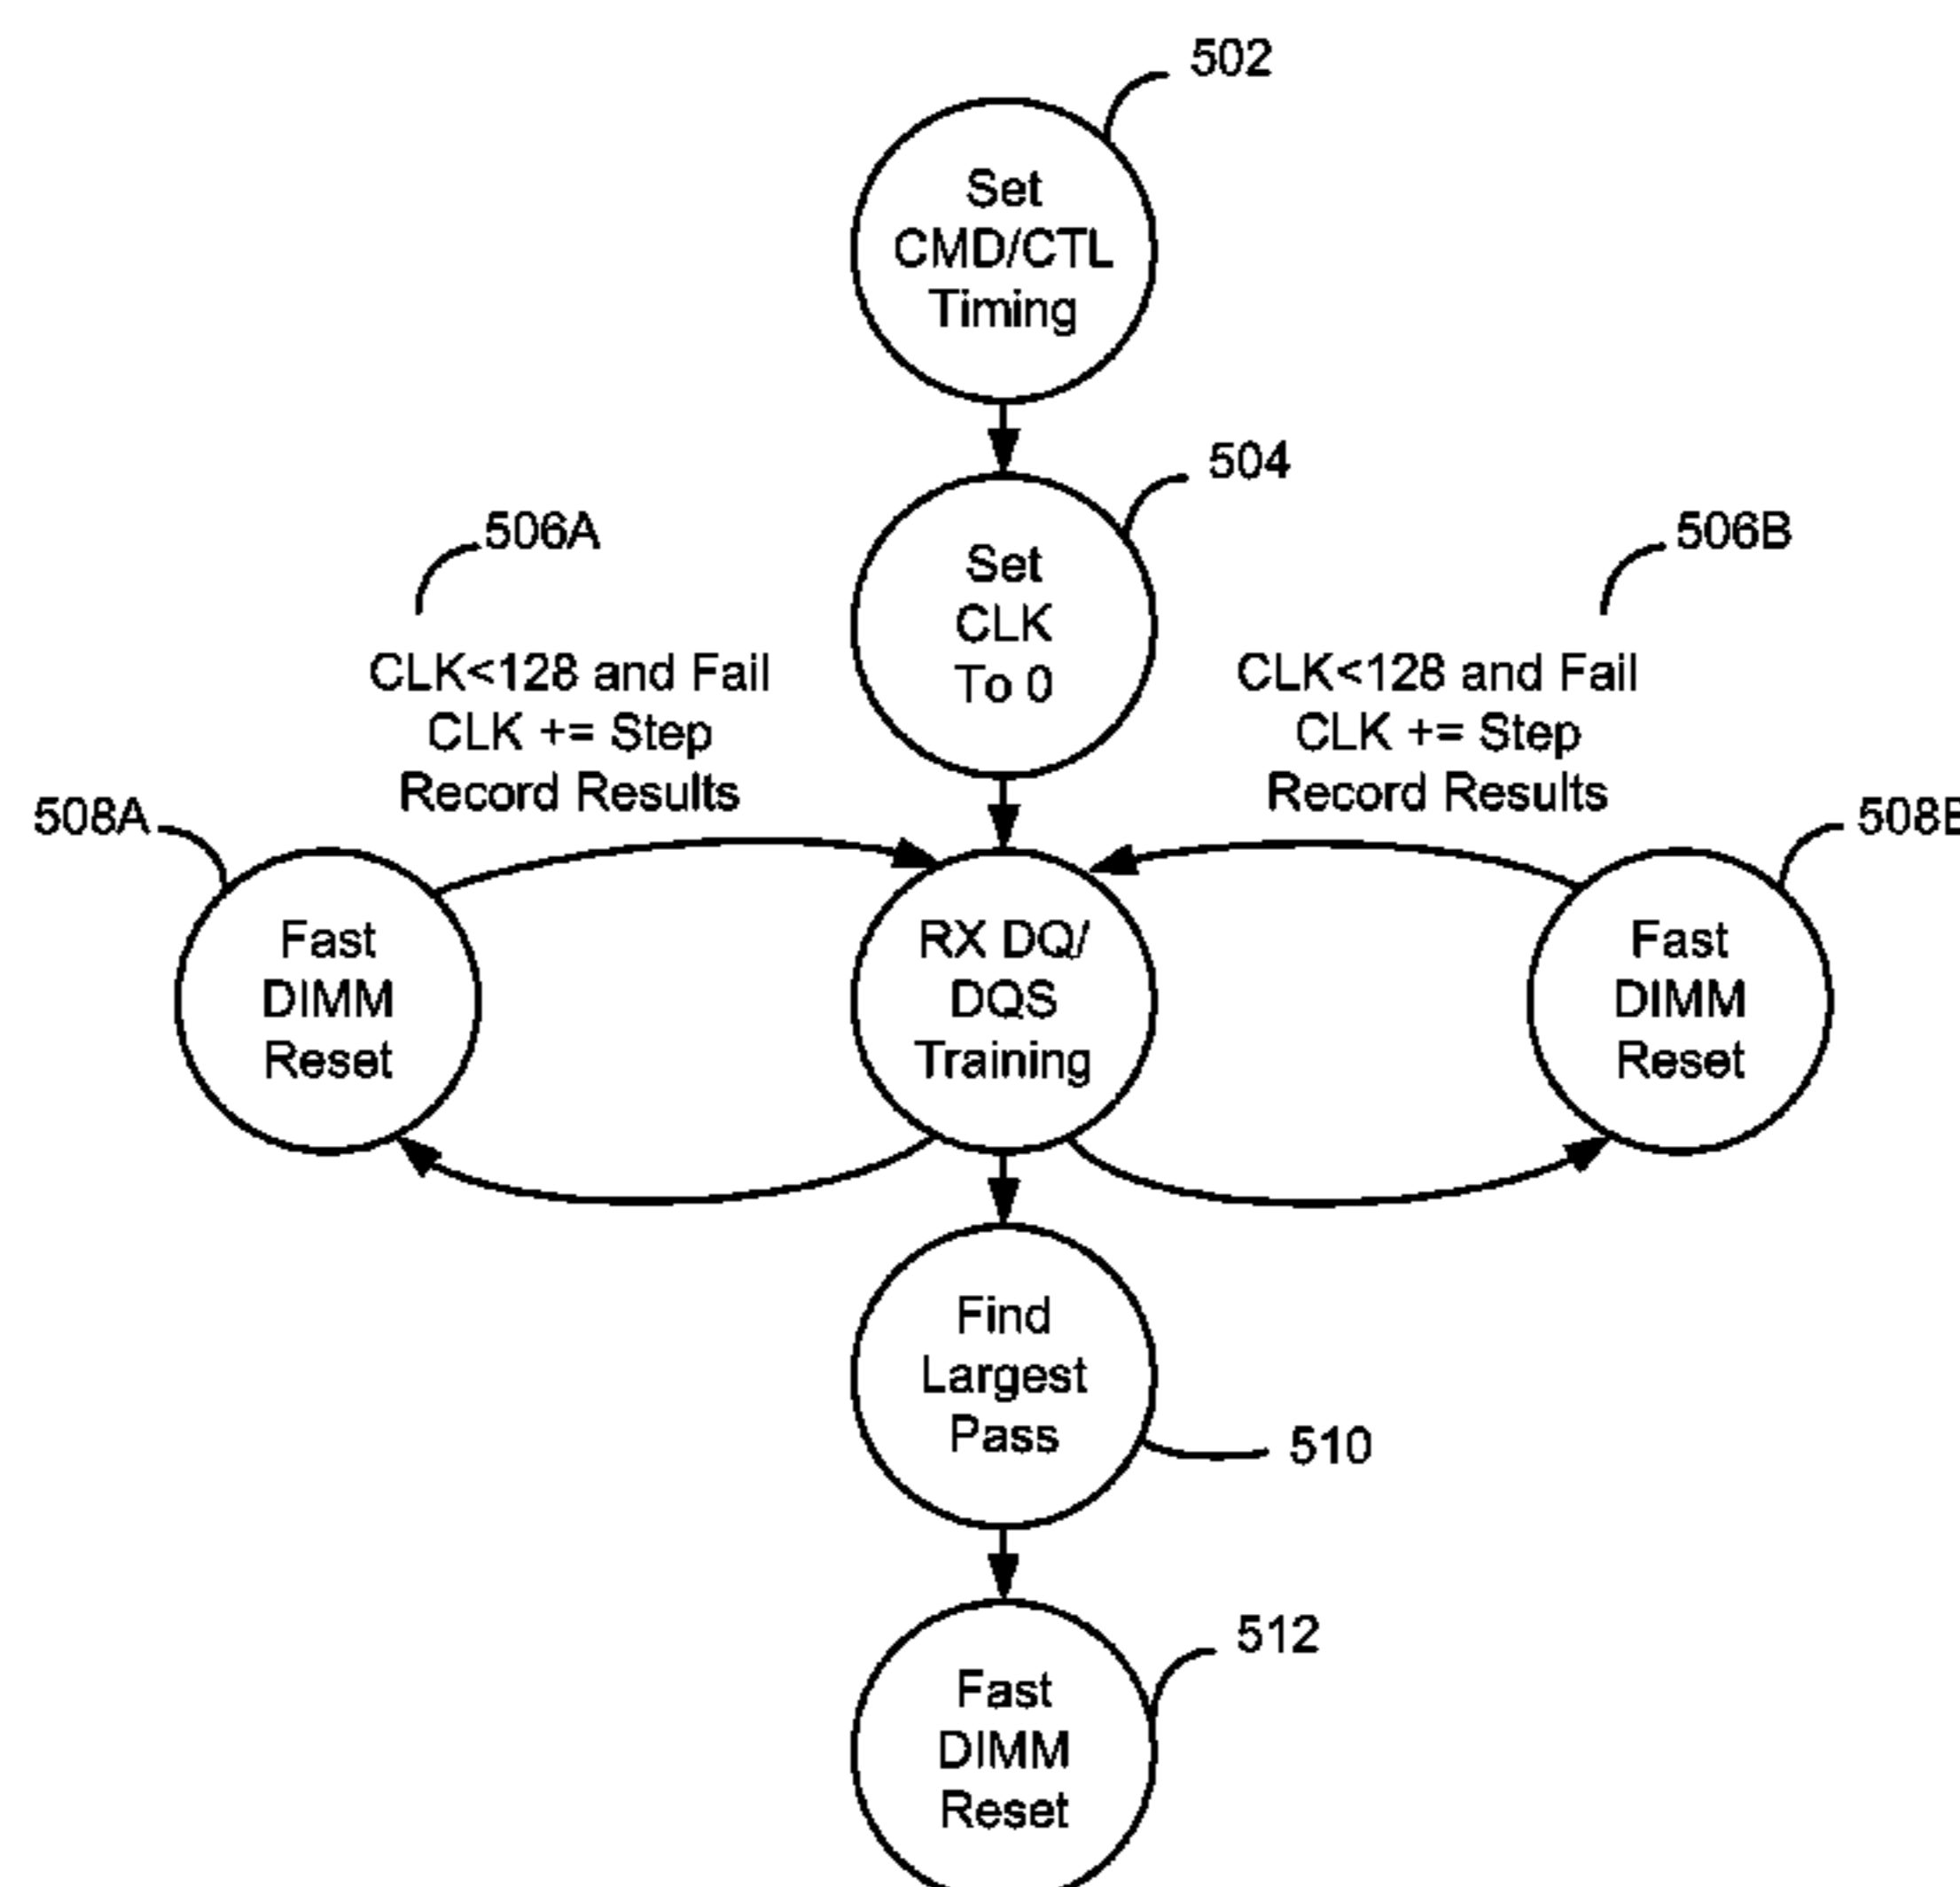 502
Set
CMD/CTL
Timing
504
Set
CLK
To 0
506A
CLK<128 and Fail
CLK += Step
Record Results
506B
CLK<128 and Fail
CLK += Step
Record Results
508A
Fast
DIMM
Reset
RX DQ/
DQS
Training
508B
Fast
DIMM
Reset
Find
Largest
Pass
510
512
Fast
DIMM
Reset